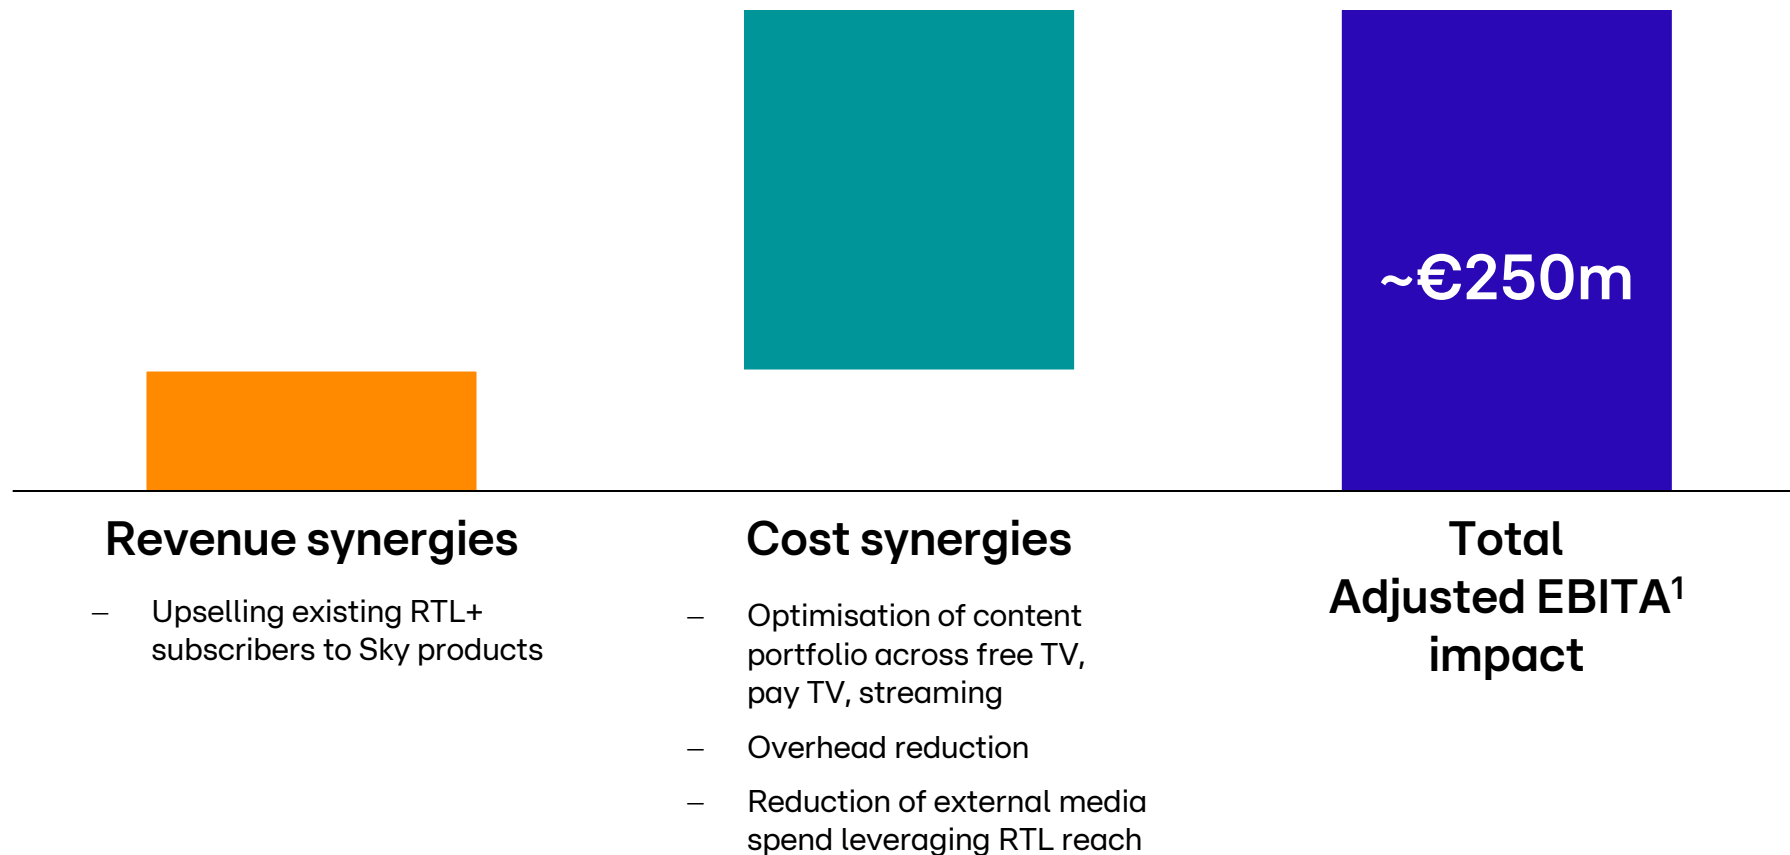 ~€250m
Revenue synergies
– Upselling existing RTL+
subscribers to Sky products
Cost synergies
– Optimisation of content
portfolio across free TV,
pay TV, streaming
– Overhead reduction
– Reduction of external media
spend leveraging RTL reach
Total
Adjusted EBITA¹
impact